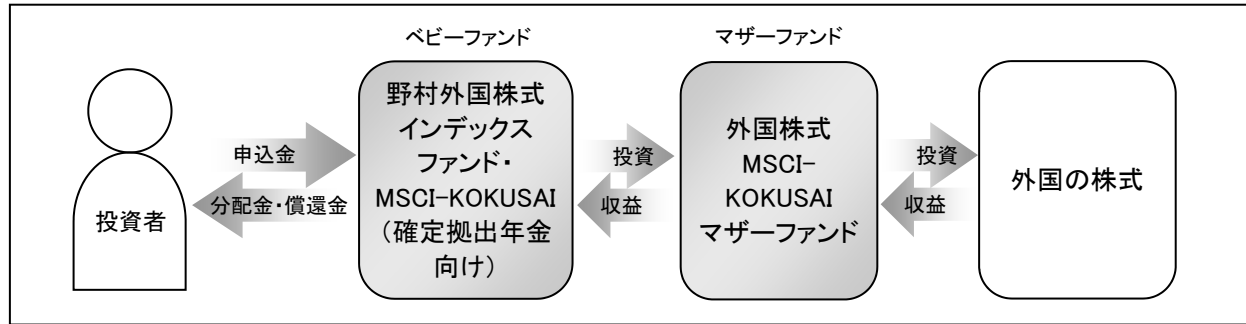 ベビーファンド
マザーファンド
投資者
申込金
分配金・償還金
野村外国株式
インデックス
ファンド・
MSCI-KOKUSAI
（確定拠出年金
向け）
投資
収益
外国株式
MSCI-
KOKUSAI
マザーファンド
投資
収益
外国の株式